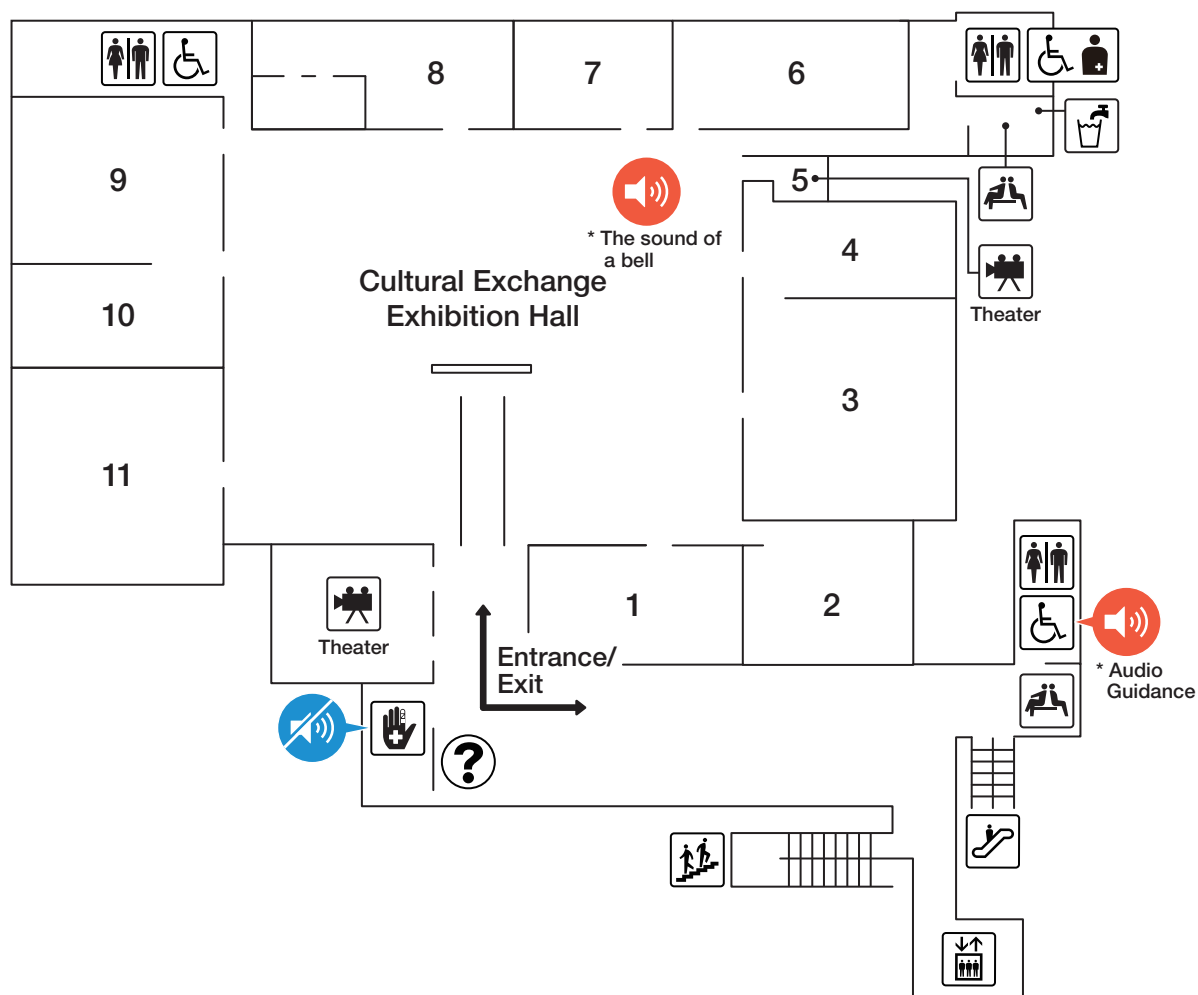 8
7
6
9
5
* The sound of
a bell
4
Cultural Exchange
Exhibition Hall
10
Theater
3
11
1
2
Theater
Entrance/
Exit
* Audio
Guidance
?